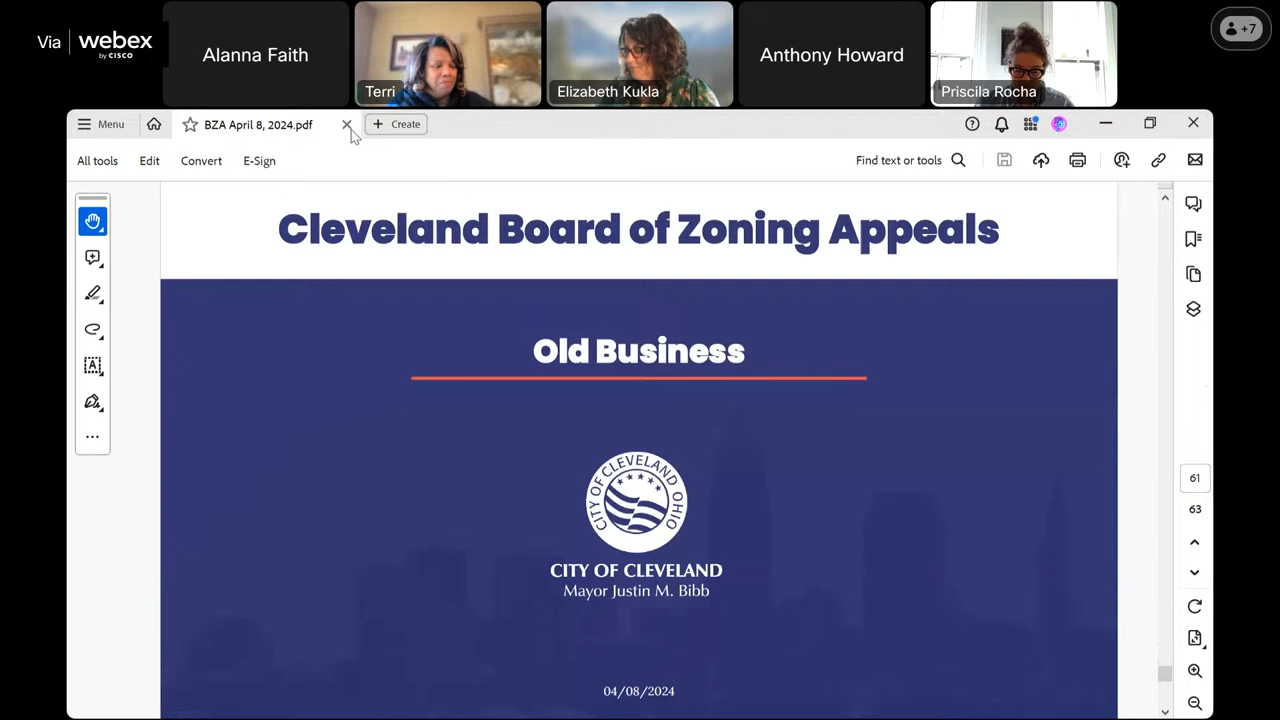 Via webex
by CISCO
Alanna Faith
Terri
Elizabeth Kukla
Anthony Howard
Priscila Rocha
+7
Menu
BZA April 8, 2024.pdf
Create
All tools
Edit
Convert
E-Sign
Find text or tools
Cleveland Board of Zoning Appeals
Old Business
CITY OF CLEVELAND OHIO
CITY OF CLEVELAND
Mayor Justin M. Bibb
04/08/2024
61
63